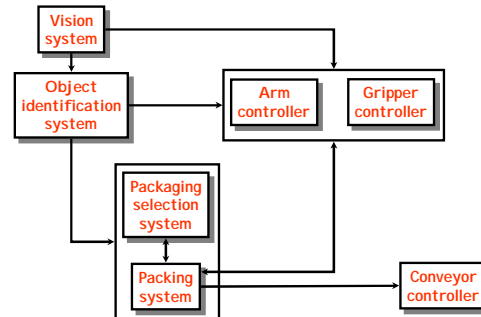 Vision
system
Object
identification
system
Arm
controller
Gripper
controller
Packaging
selection
system
Packing
system
Conveyor
controller